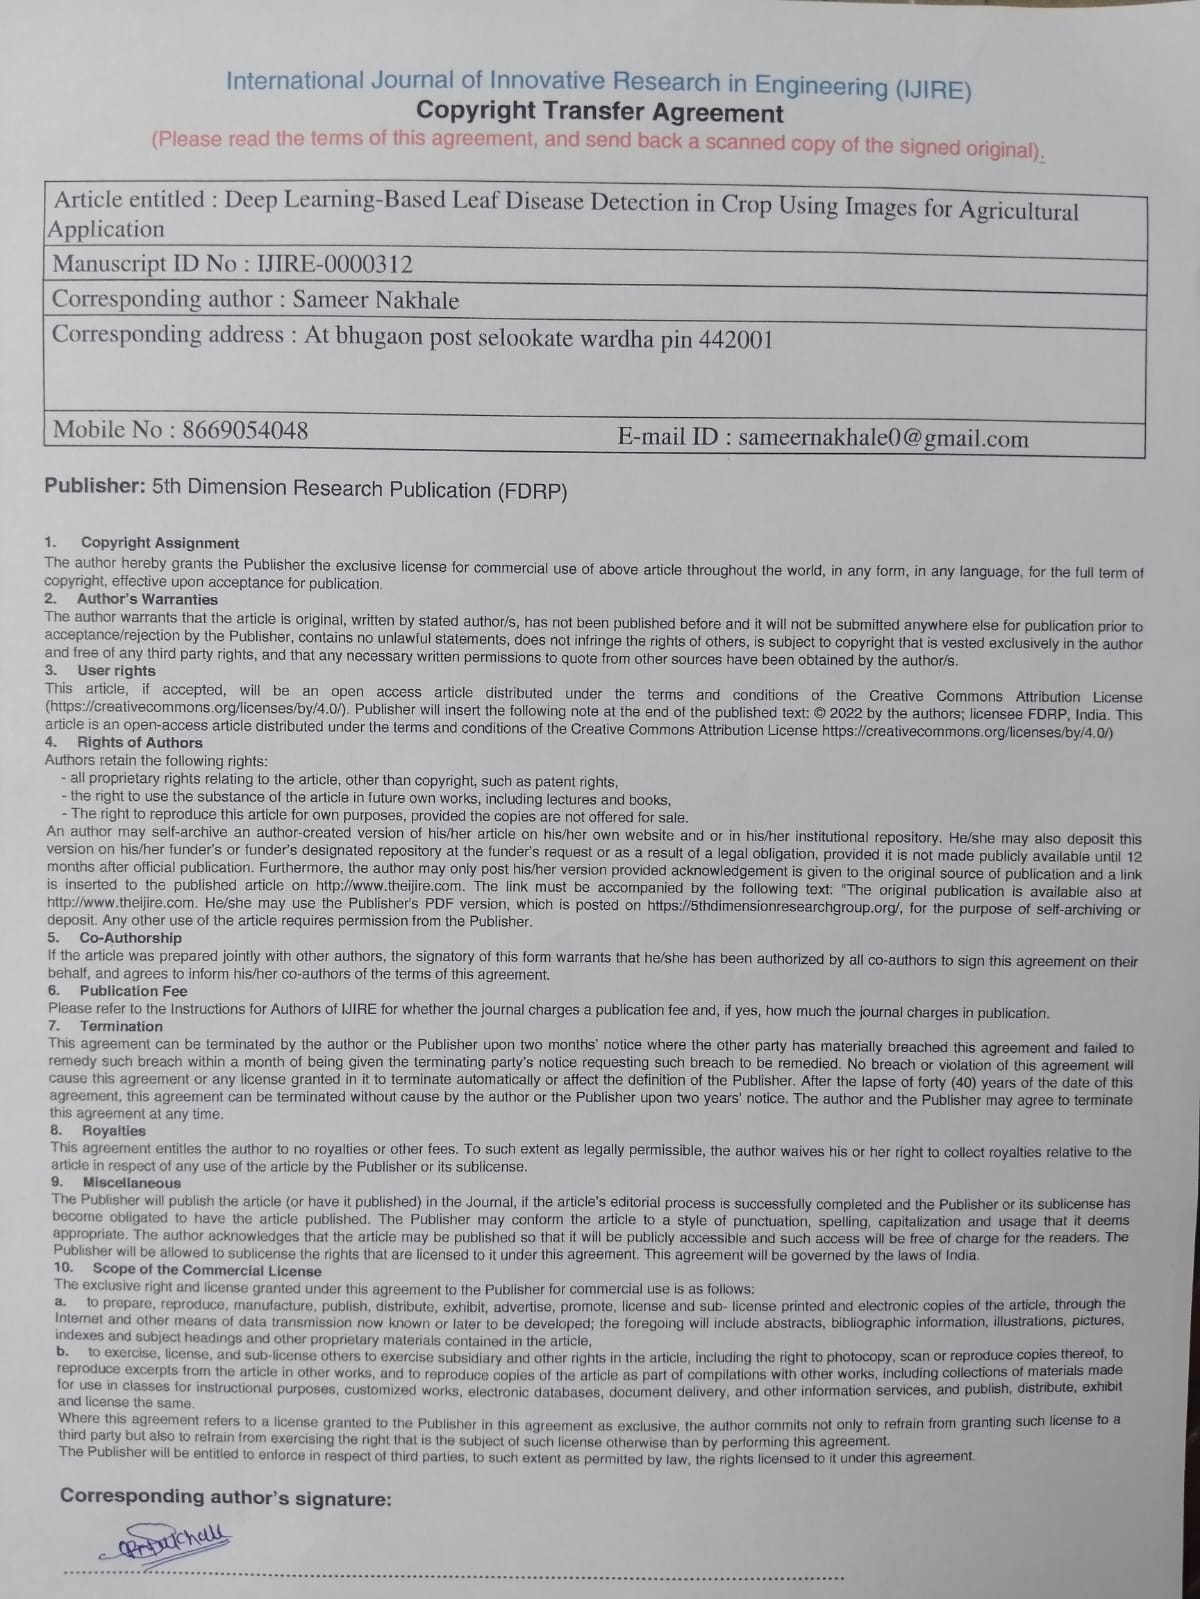 International Journal of Innovative Research in Engineering (IJIRE)
Copyright Transfer Agreement
(Please read the terms of this agreement, and send back a scanned copy of the signed original).
Article entitled : Deep Learning-Based Leaf Disease Detection in Crop Using Images for Agricultural
Application
Manuscript ID No : IJIRE-0000312
Corresponding author : Sameer Nakhale
Corresponding address : At bhugaon post selookate wardha pin 442001
Mobile No : 8669054048 E-mail ID : sameernakhale0@gmail.com
Publisher: 5th Dimension Research Publication (FDRP)
1. Copyright Assignment
The author hereby grants the Publisher the exclusive license for commercial use of above article throughout the world, in any form, in any language, for the full term of
copyright, effective upon acceptance for publication.
2. Author's Warranties
The author warrants that the article is original, written by stated author/s, has not been published before and it will not be submitted anywhere else for publication prior to
acceptance/rejection by the Publisher, contains no unlawful statements, does not infringe the rights of others, is subject to copyright that is vested exclusively in the author
and free of any third party rights, and that any necessary written permissions to quote from other sources have been obtained by the author/s.
3. User rights
This article, if accepted, will be an open access article distributed under the terms and conditions of the Creative Commons Attribution License
(https://creativecommons.org/licenses/by/4.0/). Publisher will insert the following note at the end of the published text: © 2022 by the authors; licensee FDRP, India. This
article is an open-access article distributed under the terms and conditions of the Creative Commons Attribution License https://creativecommons.org/licenses/by/4.0/)
4. Rights of Authors
Authors retain the following rights:
- all proprietary rights relating to the article, other than copyright, such as patent rights,
- the right to use the substance of the article in future own works, including lectures and books,
- The right to reproduce this article for own purposes, provided the copies are not offered for sale.
An author may self-archive an author-created version of his/her article on his/her own website and or in his/her institutional repository. He/she may also deposit this
version on his/her funder's or funder's designated repository at the funder's request or as a result of a legal obligation, provided it is not made publicly available until 12
months after official publication. Furthermore, the author may only post his/her version provided acknowledgement is given to the original source of publication and a link
is inserted to the published article on http://www.theijire.com. The link must be accompanied by the following text: "The original publication is available also at
http://www.theijire.com. He/she may use the Publisher's PDF version, which is posted on https://5thdimensionresearchgroup.org/, for the purpose of self-archiving or
deposit. Any other use of the article requires permission from the Publisher.
5. Co-Authorship
If the article was prepared jointly with other authors, the signatory of this form warrants that he/she has been authorized by all co-authors to sign this agreement on their
behalf, and agrees to inform his/her co-authors of the terms of this agreement.
6. Publication Fee
Please refer to the Instructions for Authors of IJIRE for whether the journal charges a publication fee and, if yes, how much the journal charges in publication.
7. Termination
This agreement can be terminated by the author or the Publisher upon two months' notice where the other party has materially breached this agreement and failed to
remedy such breach within a month of being given the terminating party's notice requesting such breach to be remedied. No breach or violation of this agreement will
cause this agreement or any license granted in it to terminate automatically or affect the definition of the Publisher. After the lapse of forty (40) years of the date of this
agreement, this agreement can be terminated without cause by the author or the Publisher upon two years' notice. The author and the Publisher may agree to terminate
this agreement at any time.
8. Royalties
This agreement entitles the author to no royalties or other fees. To such extent as legally permissible, the author waives his or her right to collect royalties relative to the
article in respect of any use of the article by the Publisher or its sublicense.
9. Miscellaneous
The Publisher will publish the article (or have it published) in the Journal, if the article's editorial process is successfully completed and the Publisher or its sublicense has
become obligated to have the article published. The Publisher may conform the article to a style of punctuation, spelling, capitalization and usage that it deems
appropriate. The author acknowledges that the article may be published so that it will be publicly accessible and such access will be free of charge for the readers. The
Publisher will be allowed to sublicense the rights that are licensed to it under this agreement. This agreement will be governed by the laws of India.
10. Scope of the Commercial License
The exclusive right and license granted under this agreement to the Publisher for commercial use is as follows:
a. to prepare, reproduce, manufacture, publish, distribute, exhibit, advertise, promote, license and sub- license printed and electronic copies of the article, through the
Internet and other means of data transmission now known or later to be developed; the foregoing will include abstracts, bibliographic information, illustrations, pictures,
indexes and subject headings and other proprietary materials contained in the article,
b. to exercise, license, and sub-license others to exercise subsidiary and other rights in the article, including the right to photocopy, scan or reproduce copies thereof, to
reproduce excerpts from the article in other works, and to reproduce copies of the article as part of compilations with other works, including collections of materials made
for use in classes for instructional purposes, customized works, electronic databases, document delivery, and other information services, and publish, distribute, exhibit
and license the same.
Where this agreement refers to a license granted to the Publisher in this agreement as exclusive, the author commits not only to refrain from granting such license to a
third party but also to refrain from exercising the right that is the subject of such license otherwise than by performing this agreement.
The Publisher will be entitled to enforce in respect of third parties, to such extent as permitted by law, the rights licensed to it under this agreement.
Corresponding author's signature: